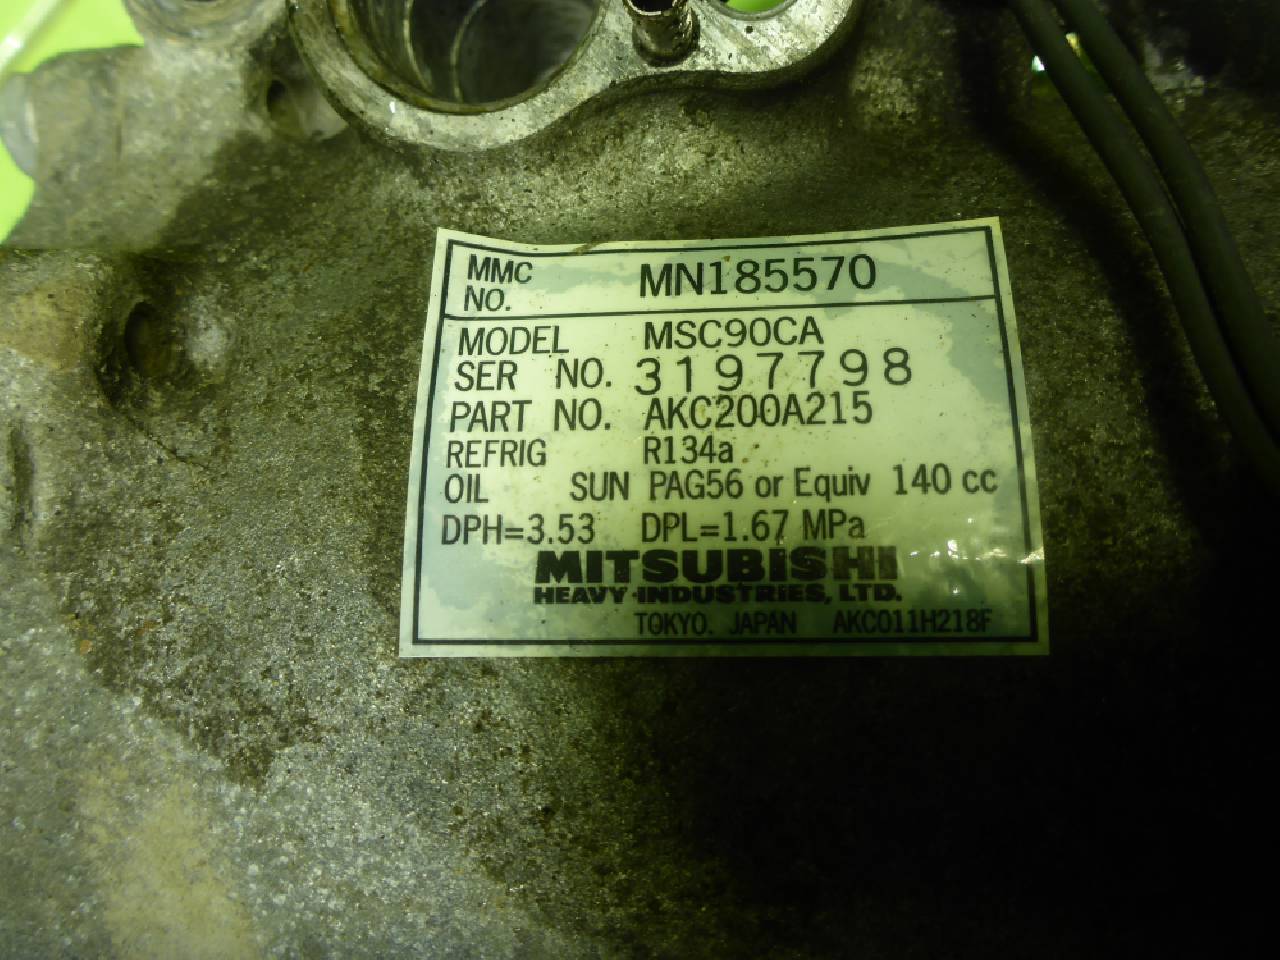 MMC NO. MN185570
MODEL MSC90CA
SER NO. 3197798
PART NO. AKC200A215
REFRIG R134a
OIL SUN PAG56 or Equiv 140 cc
DPH=3.53 DPL=1.67 MPa
MITSUBISHI
HEAVY INDUSTRIES, LTD.
TOKYO. JAPAN AKC011H218F